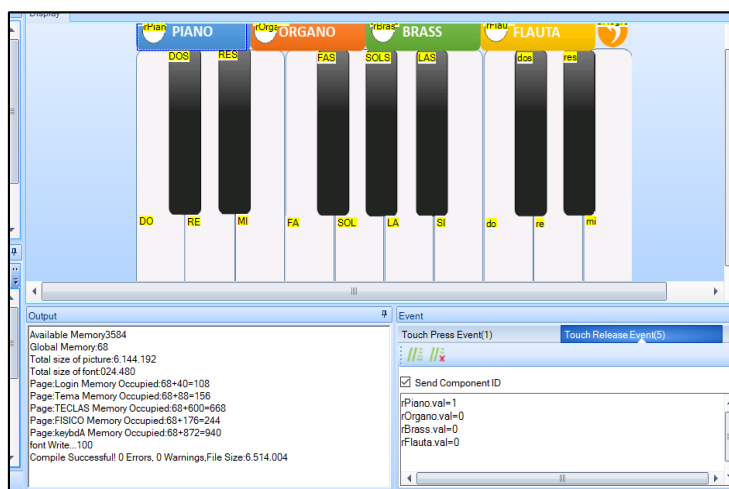 Display
rPian rOrga rBras rFlau
PIANO ORGANO BRASS FLAUTA
DOS RES FAS SOLS LAS dos res
DO RE MI FA SOL LA SI do re mi
Output
Available Memory3584
Global Memory:68
Total size of picture:6.144.192
Total size of font:024.480
Page:Login Memory Occupied:68+40=108
Page:Tema Memory Occupied:68+88=156
Page:TECLAS Memory Occupied:68+600=668
Page:FISICO Memory Occupied:68+176=244
Page:keybdA Memory Occupied:68+872=940
font Write...100
Compile Successful! 0 Errors, 0 Warnings,File Size:6.514.004
Event
Touch Press Event(1) Touch Release Event(5)
Send Component ID
rPiano.val=1
rOrgano.val=0
rBrass.val=0
rFlauta.val=0